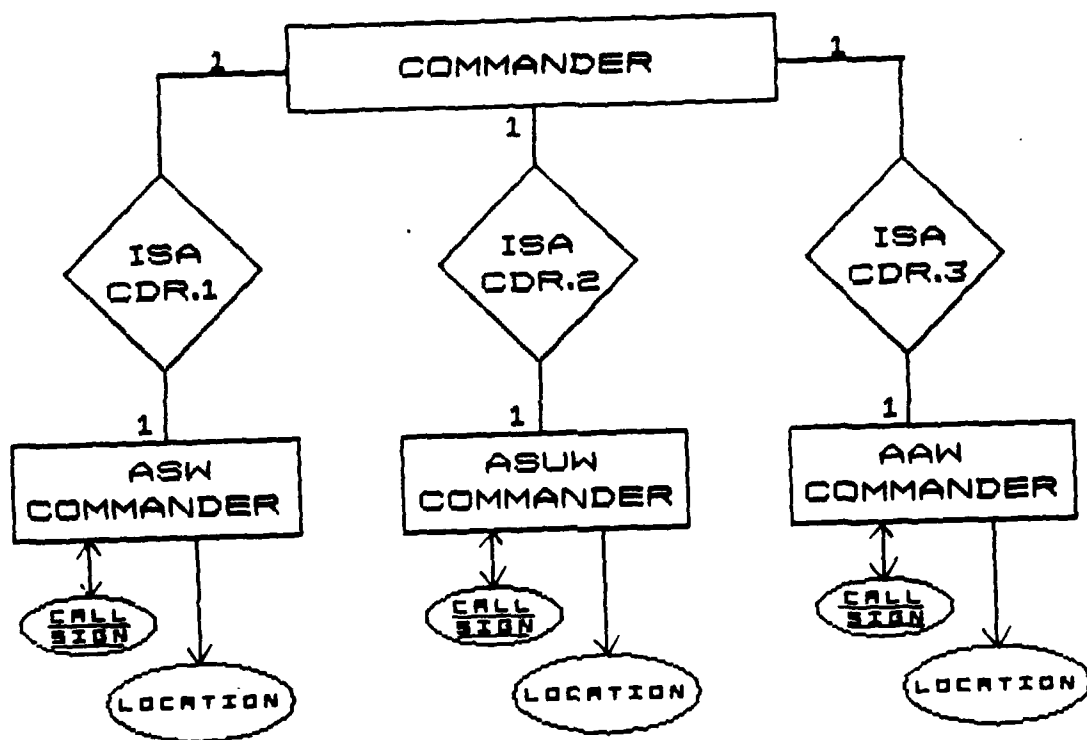 COMMANDER
1
1
1
ISA
CDR.1
ISA
CDR.2
ISA
CDR.3
1
1
1
ASW
COMMANDER
ASUW
COMMANDER
AAW
COMMANDER
CALL
SIGN
CALL
SIGN
CALL
SIGN
LOCATION
LOCATION
LOCATION